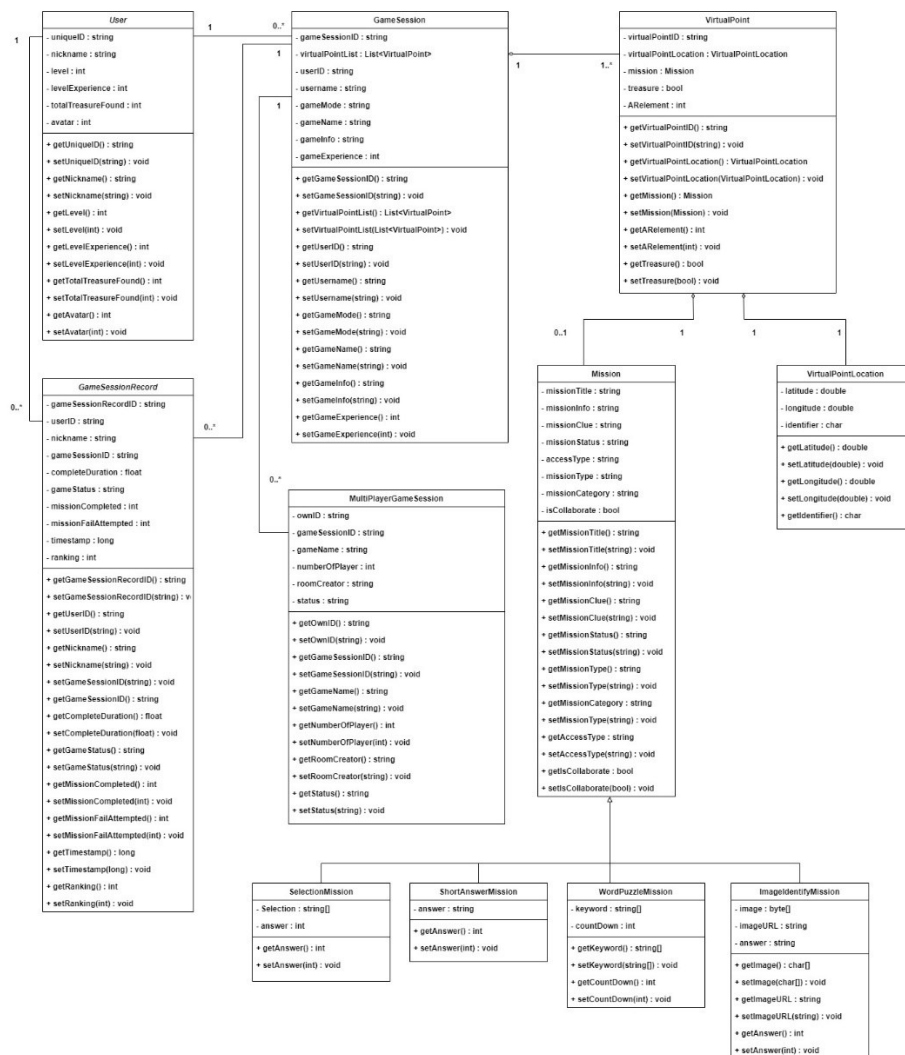 User
- uniqueID : string
- nickname : string
- level : int
- levelExperience : int
- totalTreasureFound : int
- avatar : int
+ getUniqueID() : string
+ setUniqueID(string) : void
+ getNickname() : string
+ setNickname(string) : void
+ getLevel() : int
+ setLevel(int) : void
+ getLevelExperience() : int
+ setLevelExperience(int) : void
+ getTotalTreasureFound() : int
+ setTotalTreasureFound(int) : void
+ getAvatar() : int
+ setAvatar(int) : void
1
0..*
1
1
GameSession
- gameSessionID : string
- virtualPointList : List<VirtualPoint>
- userID : string
- username : string
- gameMode : string
- gameName : string
- gameInfo : string
- gameExperience : int
+ getGameSessionID() : string
+ setGameSessionID(string) : void
+ getVirtualPointList() : List<VirtualPoint>
+ setVirtualPointList(List<VirtualPoint>) : void
+ getUserID() : string
+ setUserID(string) : void
+ getUsername() : string
+ setUsername(string) : void
+ getGameMode() : string
+ setGameMode(string) : void
+ getGameName() : string
+ setGameName(string) : void
+ getGameInfo() : string
+ setGameInfo(string) : void
+ getGameExperience() : int
+ setGameExperience(int) : void
1
1..*
VirtualPoint
- virtualPointID : string
- virtualPointLocation : VirtualPointLocation
- mission : Mission
- treasure : bool
- ARelement : int
+ getVirtualPointID() : string
+ setVirtualPointID(string) : void
+ getVirtualPointLocation() : VirtualPointLocation
+ setVirtualPointLocation(VirtualPointLocation) : void
+ getMission() : Mission
+ setMission(Mission) : void
+ getARelement() : int
+ setARelement(int) : void
+ getTreasure() : bool
+ setTreasure(bool) : void
0..1
1
1
1
0..*
1
0..*
0..*
GameSessionRecord
- gameSessionRecordID : string
- userID : string
- nickname : string
- gameSessionID : string
- completeDuration : float
- gameStatus : string
- missionCompleted : int
- missionFailAttempted : int
- timestamp : long
- ranking : int
+ getGameSessionRecordID() : string
+ setGameSessionRecordID(string) : v
+ getUserID() : string
+ setUserID(string) : void
+ getNickname() : string
+ setNickname(string) : void
+ setGameSessionID(string) : void
+ getGameSessionID() : string
+ getCompleteDuration() : float
+ setCompleteDuration(float) : void
+ getGameStatus() : string
+ setGameStatus(string) : void
+ getMissionCompleted() : int
+ setMissionCompleted(int) : void
+ getMissionFailAttempted() : int
+ setMissionFailAttempted(int) : void
+ getTimestamp() : long
+ setTimestamp(long) : void
+ getRanking() : int
+ setRanking(int) : void
MultiPlayerGameSession
- ownID : string
- gameSessionID : string
- gameName : string
- numberOfPlayer : int
- roomCreator : string
- status : string
+ getOwnID() : string
+ setOwnID(string) : void
+ getGameSessionID() : string
+ setGameSessionID(string) : void
+ getGameName() : string
+ setGameName(string) : void
+ getNumberOfPlayer() : int
+ setNumberOfPlayer(int) : void
+ getRoomCreator() : string
+ setRoomCreator(string) : void
+ getStatus() : string
+ setStatus(string) : void
Mission
- missionTitle : string
- missionInfo : string
- missionClue : string
- missionStatus : string
- accessType : string
- missionType : string
- missionCategory : string
- isCollaborate : bool
+ getMissionTitle() : string
+ setMissionTitle(string) : void
+ getMissionInfo() : string
+ setMissionInfo(string) : void
+ getMissionClue() : string
+ setMissionClue(string) : void
+ getMissionStatus() : string
+ setMissionStatus(string) : void
+ getMissionType() : string
+ setMissionType(string) : void
+ getMissionCategory : string
+ setMissionType(string) : void
+ getAccessType : string
+ setAccessType(string) : void
+ getIsCollaborate : bool
+ setIsCollaborate(bool) : void
VirtualPointLocation
- latitude : double
- longitude : double
- identifier : char
+ getLatitude() : double
+ setLatitude(double) : void
+ getLongitude() : double
+ setLongitude(double) : void
+ getIdentifier() : char
SelectionMission
- Selection : string[]
- answer : int
+ getAnswer() : int
+ setAnswer(int) : void
ShortAnswerMission
- answer : string
+ getAnswer() : int
+ setAnswer(int) : void
WordPuzzleMission
- keyword : string[]
- countDown : int
+ getKeyword() : string[]
+ setKeyword(string[]) : void
+ getCountDown() : int
+ setCountDown(int) : void
ImageIdentifyMission
- image : byte[]
- imageURL : string
- answer : string
+ getImage() : char[]
+ setImage(char[]) : void
+ getImageURL : string
+ setImageURL(string) : void
+ getAnswer() : int
+ setAnswer(int) : void